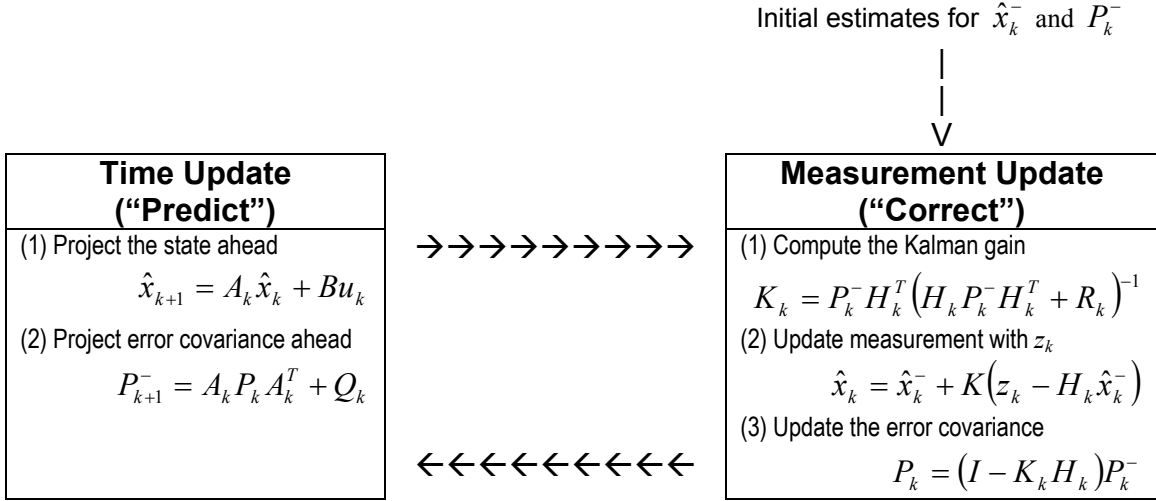 Initial estimates for x̂ₖ⁻ and Pₖ⁻
|
|
V
Time Update
(“Predict”)
(1) Project the state ahead
x̂ₖ₊₁ = Aₖx̂ₖ + Buₖ
(2) Project error covariance ahead
P⁻ₖ₊₁ = AₖPₖAₖᵀ + Qₖ
→→→→→→→→→
←←←←←←←←←
Measurement Update
(“Correct”)
(1) Compute the Kalman gain
Kₖ = Pₖ⁻Hₖᵀ(HₖPₖ⁻Hₖᵀ + Rₖ)⁻¹
(2) Update measurement with zₖ
x̂ₖ = x̂ₖ⁻ + K(zₖ − Hₖx̂ₖ⁻)
(3) Update the error covariance
Pₖ = (I − KₖHₖ)Pₖ⁻